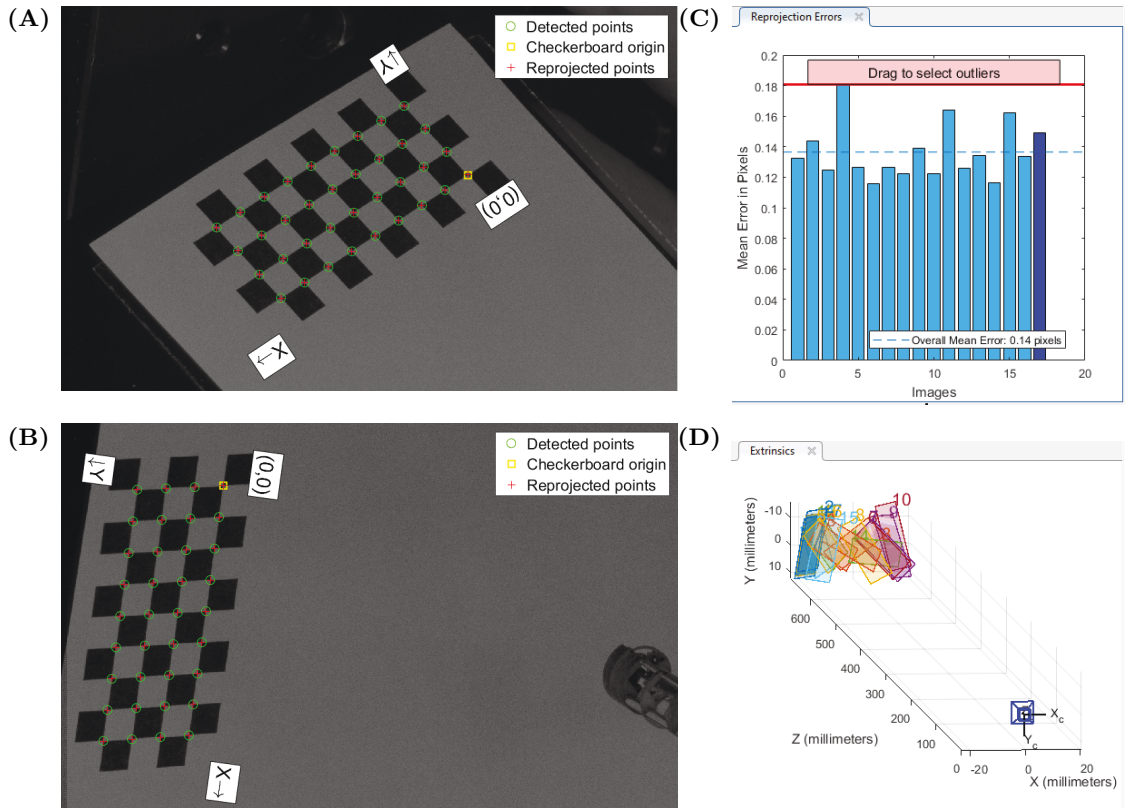 (A)
Detected points
Checkerboard origin
Reprojected points
Y→
(0,0)
X→
(B)
Detected points
Checkerboard origin
Reprojected points
Y→
(0,0)
X→
(C)
Reprojection Errors
Drag to select outliers
0.2
0.18
0.16
0.14
0.12
0.1
0.08
0.06
0.04
0.02
0
Mean Error in Pixels
Overall Mean Error: 0.14 pixels
0 5 10 15 20
Images
(D)
Extrinsics
10
Y (millimeters)
-10
0
10
600
500
400
300
200
100
0
Z (millimeters)
-20 0 20
X (millimeters)
X_c
Y_c